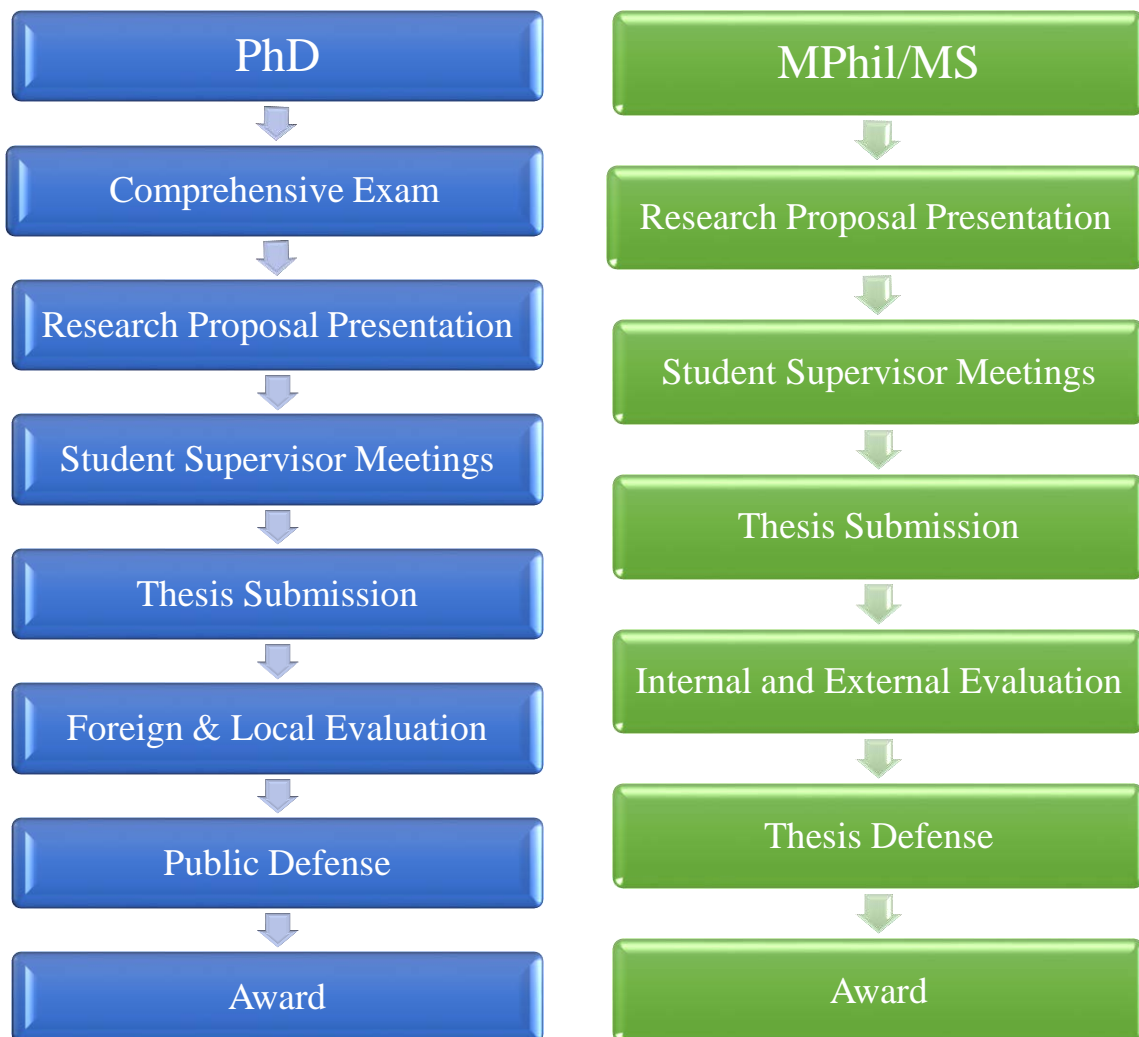 PhD
Comprehensive Exam
Research Proposal Presentation
Student Supervisor Meetings
Thesis Submission
Foreign & Local Evaluation
Public Defense
Award
MPhil/MS
Research Proposal Presentation
Student Supervisor Meetings
Thesis Submission
Internal and External Evaluation
Thesis Defense
Award